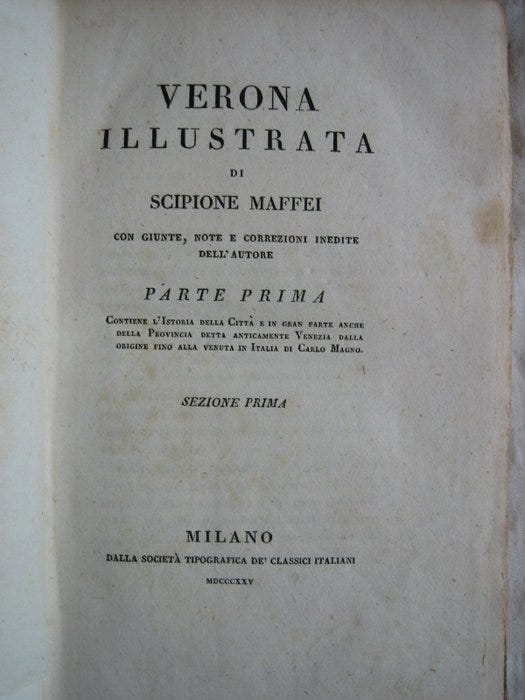 VERONA
ILLUSTRATA
DI
SCIPIONE MAFFEI
CON GIUNTE, NOTE E CORREZIONI INEDITE
DELL'AUTORE
PARTE PRIMA
CONTIENE L'ISTORIA DELLA CITTÀ E IN GRAN PARTE ANCHE
DELLA PROVINCIA DETTA ANTICAMENTE VENEZIA DALLA
ORIGINE FINO ALLA VENUTA IN ITALIA DI CARLO MAGNO.
SEZIONE PRIMA
MILANO
DALLA SOCIETÀ TIPOGRAFICA DE' CLASSICI ITALIANI
MDCCCXXV